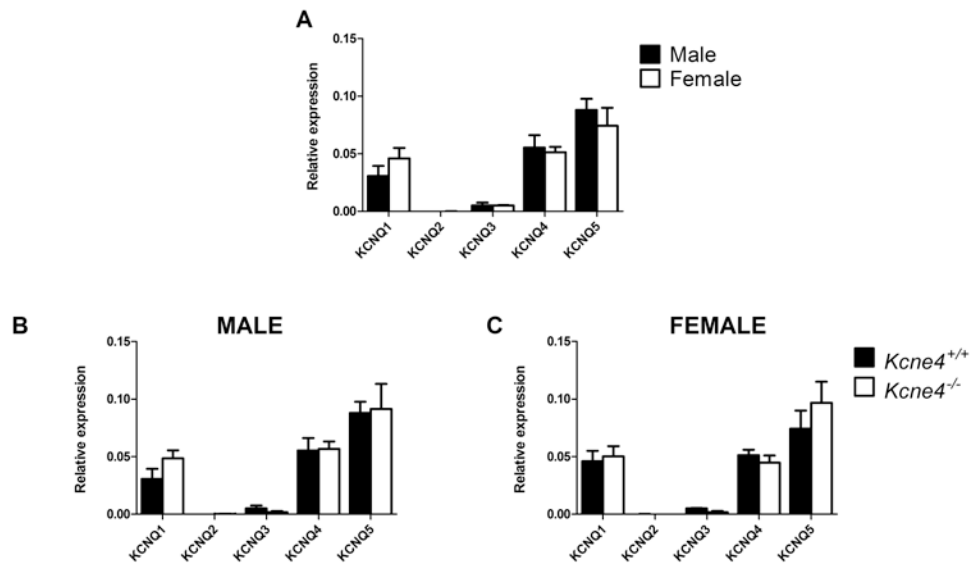 A
0.15
0.10
0.05
0.00
Relative expression
KCNQ1
KCNQ2
KCNQ3
KCNQ4
KCNQ5
Male
Female
B
MALE
0.15
0.10
0.05
0.00
Relative expression
KCNQ1
KCNQ2
KCNQ3
KCNQ4
KCNQ5
C
FEMALE
0.15
0.10
0.05
0.00
Relative expression
KCNQ1
KCNQ2
KCNQ3
KCNQ4
KCNQ5
Kcne4+/+
Kcne4-/-